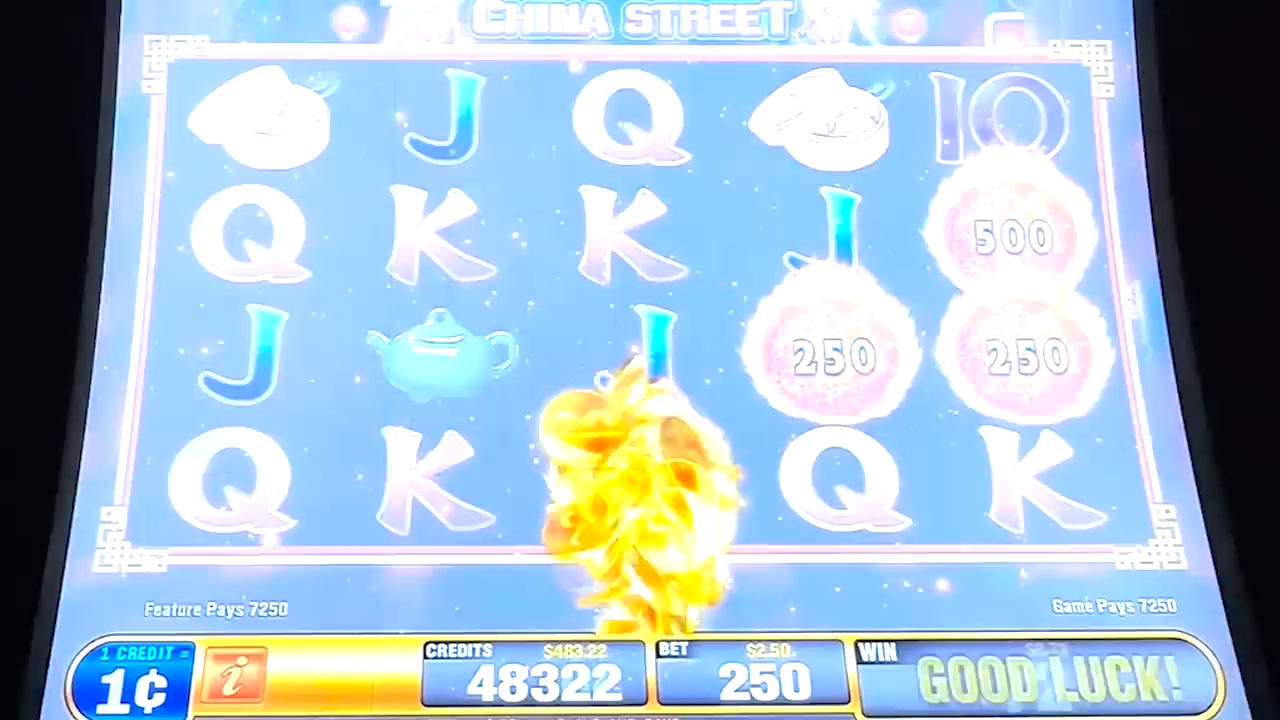 CHINA STREET
J Q 10
Q K K J 500
J J 250 250
Q K Q K
Feature Pays 7250
Game Pays 7250
1 CREDIT =
1¢
i
CREDITS $483.22
48322
BET $2.50
250
WIN
GOOD LUCK!